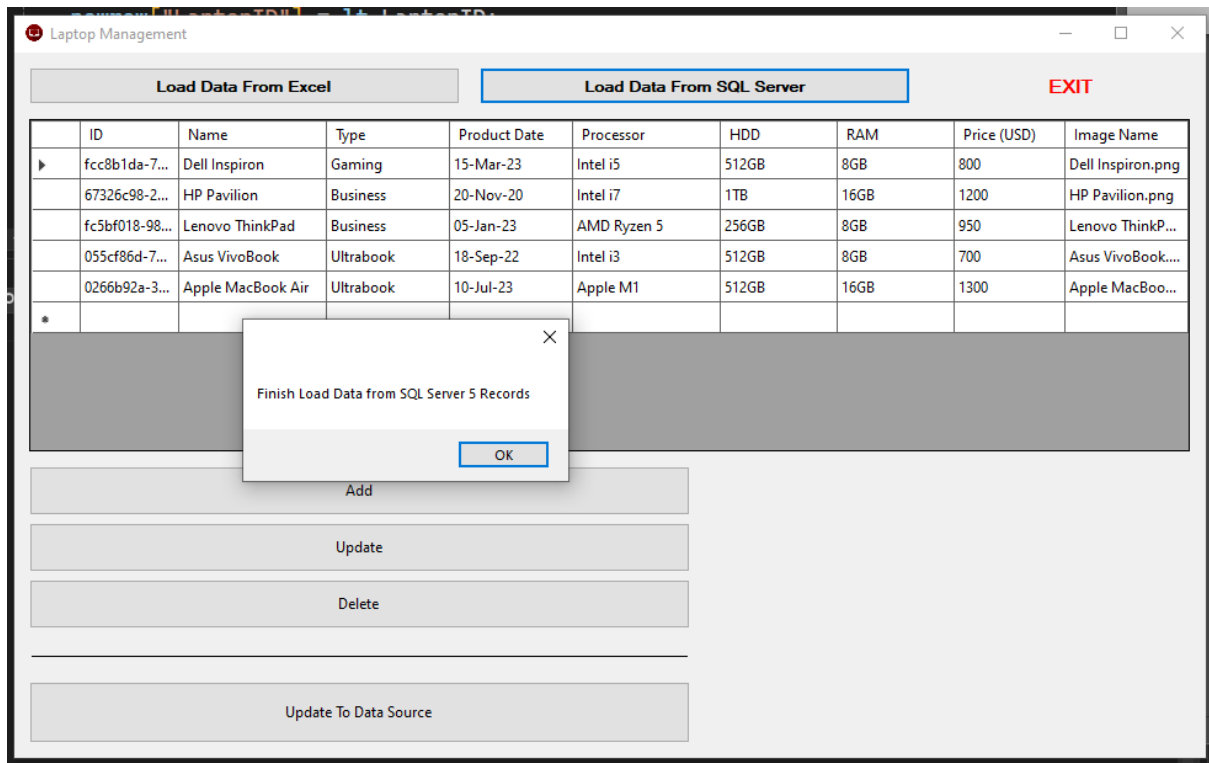 Laptop Management
Load Data From Excel Load Data From SQL Server EXIT
ID Name Type Product Date Processor HDD RAM Price (USD) Image Name
fcc8b1da-7... Dell Inspiron Gaming 15-Mar-23 Intel i5 512GB 8GB 800 Dell Inspiron.png
67326c98-2... HP Pavilion Business 20-Nov-20 Intel i7 1TB 16GB 1200 HP Pavilion.png
fc5bf018-98... Lenovo ThinkPad Business 05-Jan-23 AMD Ryzen 5 256GB 8GB 950 Lenovo ThinkP...
055cf86d-7... Asus VivoBook Ultrabook 18-Sep-22 Intel i3 512GB 8GB 700 Asus VivoBook....
0266b92a-3... Apple MacBook Air Ultrabook 10-Jul-23 Apple M1 512GB 16GB 1300 Apple MacBoo...
Finish Load Data from SQL Server 5 Records
OK
Add
Update
Delete
Update To Data Source